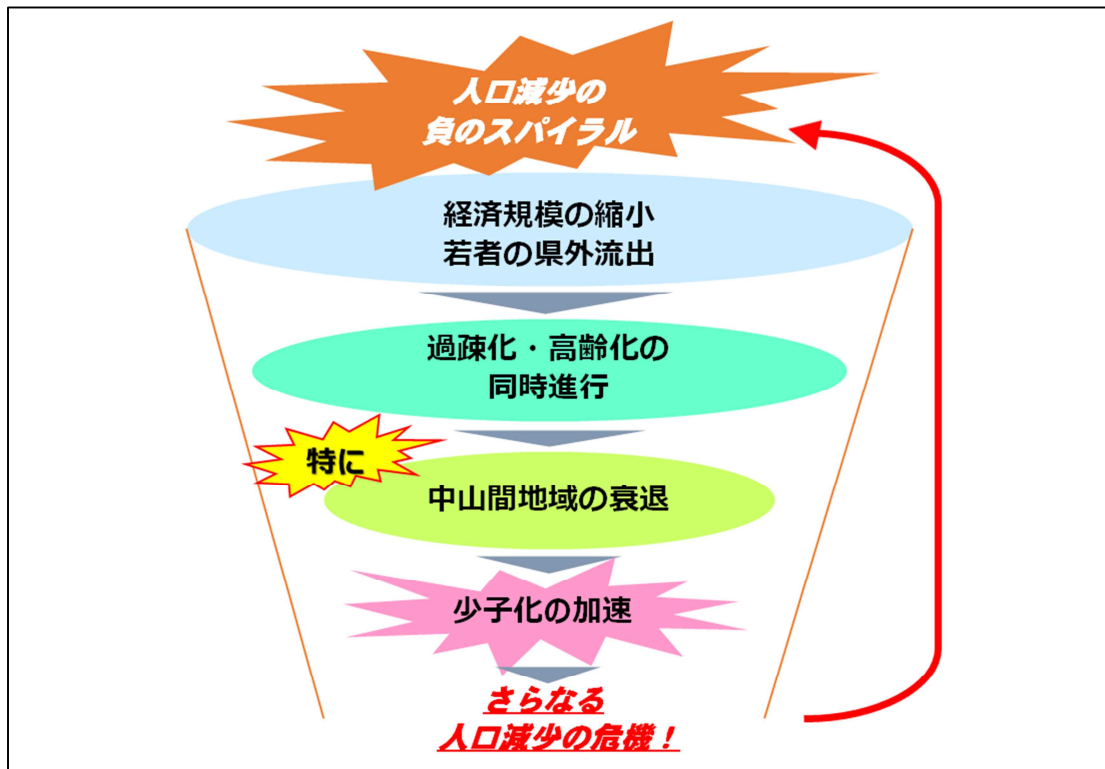 人口減少の
負のスパイラル
経済規模の縮小
若者の県外流出
過疎化・高齢化の
同時進行
特に
中山間地域の衰退
少子化の加速
さらなる
人口減少の危機！